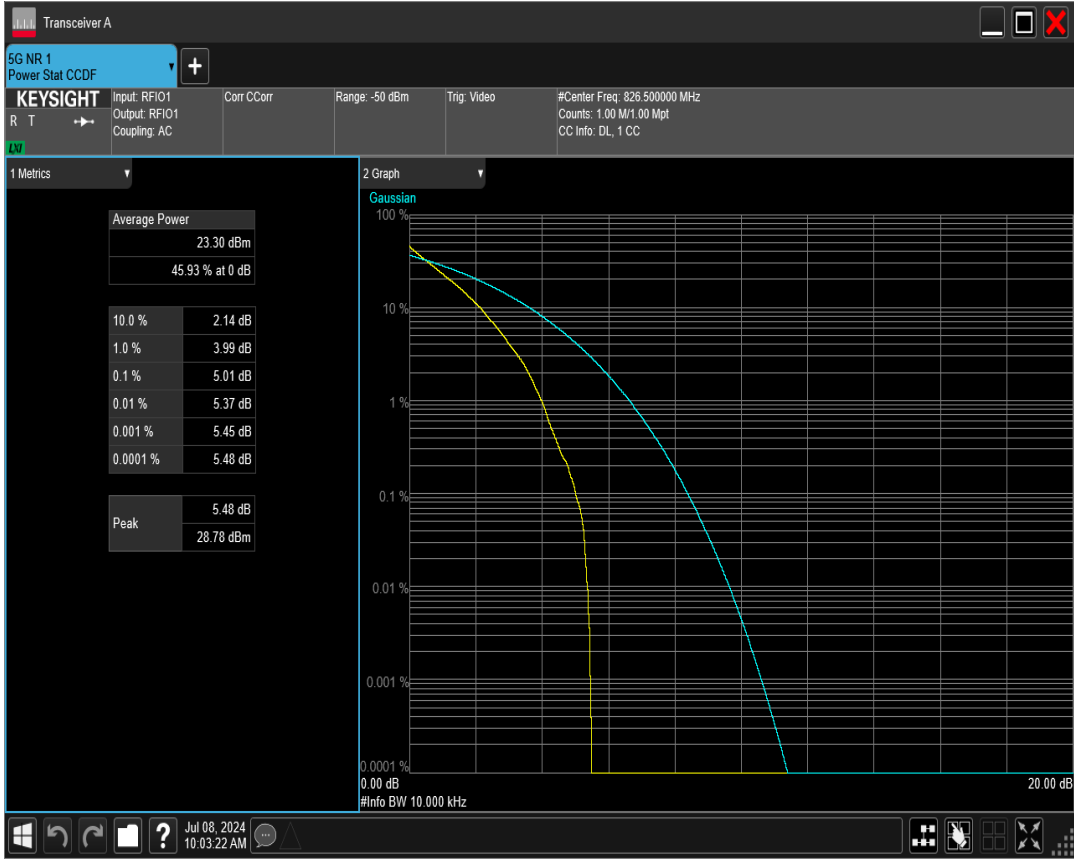 Transceiver A
5G NR 1
Power Stat CCDF
+
KEYSIGHT
R T
LXI
Input: RFIO1
Output: RFIO1
Coupling: AC
Corr CCorr
Range: -50 dBm
Trig: Video
#Center Freq: 826.500000 MHz
Counts: 1.00 M/1.00 Mpt
CC Info: DL, 1 CC
1 Metrics
Average Power
23.30 dBm
45.93 % at 0 dB
10.0 % 2.14 dB
1.0 % 3.99 dB
0.1 % 5.01 dB
0.01 % 5.37 dB
0.001 % 5.45 dB
0.0001 % 5.48 dB
Peak
5.48 dB
28.78 dBm
2 Graph
Gaussian
100 %
10 %
1 %
0.1 %
0.01 %
0.001 %
0.0001 %
0.00 dB 20.00 dB
#Info BW 10.000 kHz
?
Jul 08, 2024
10:03:22 AM